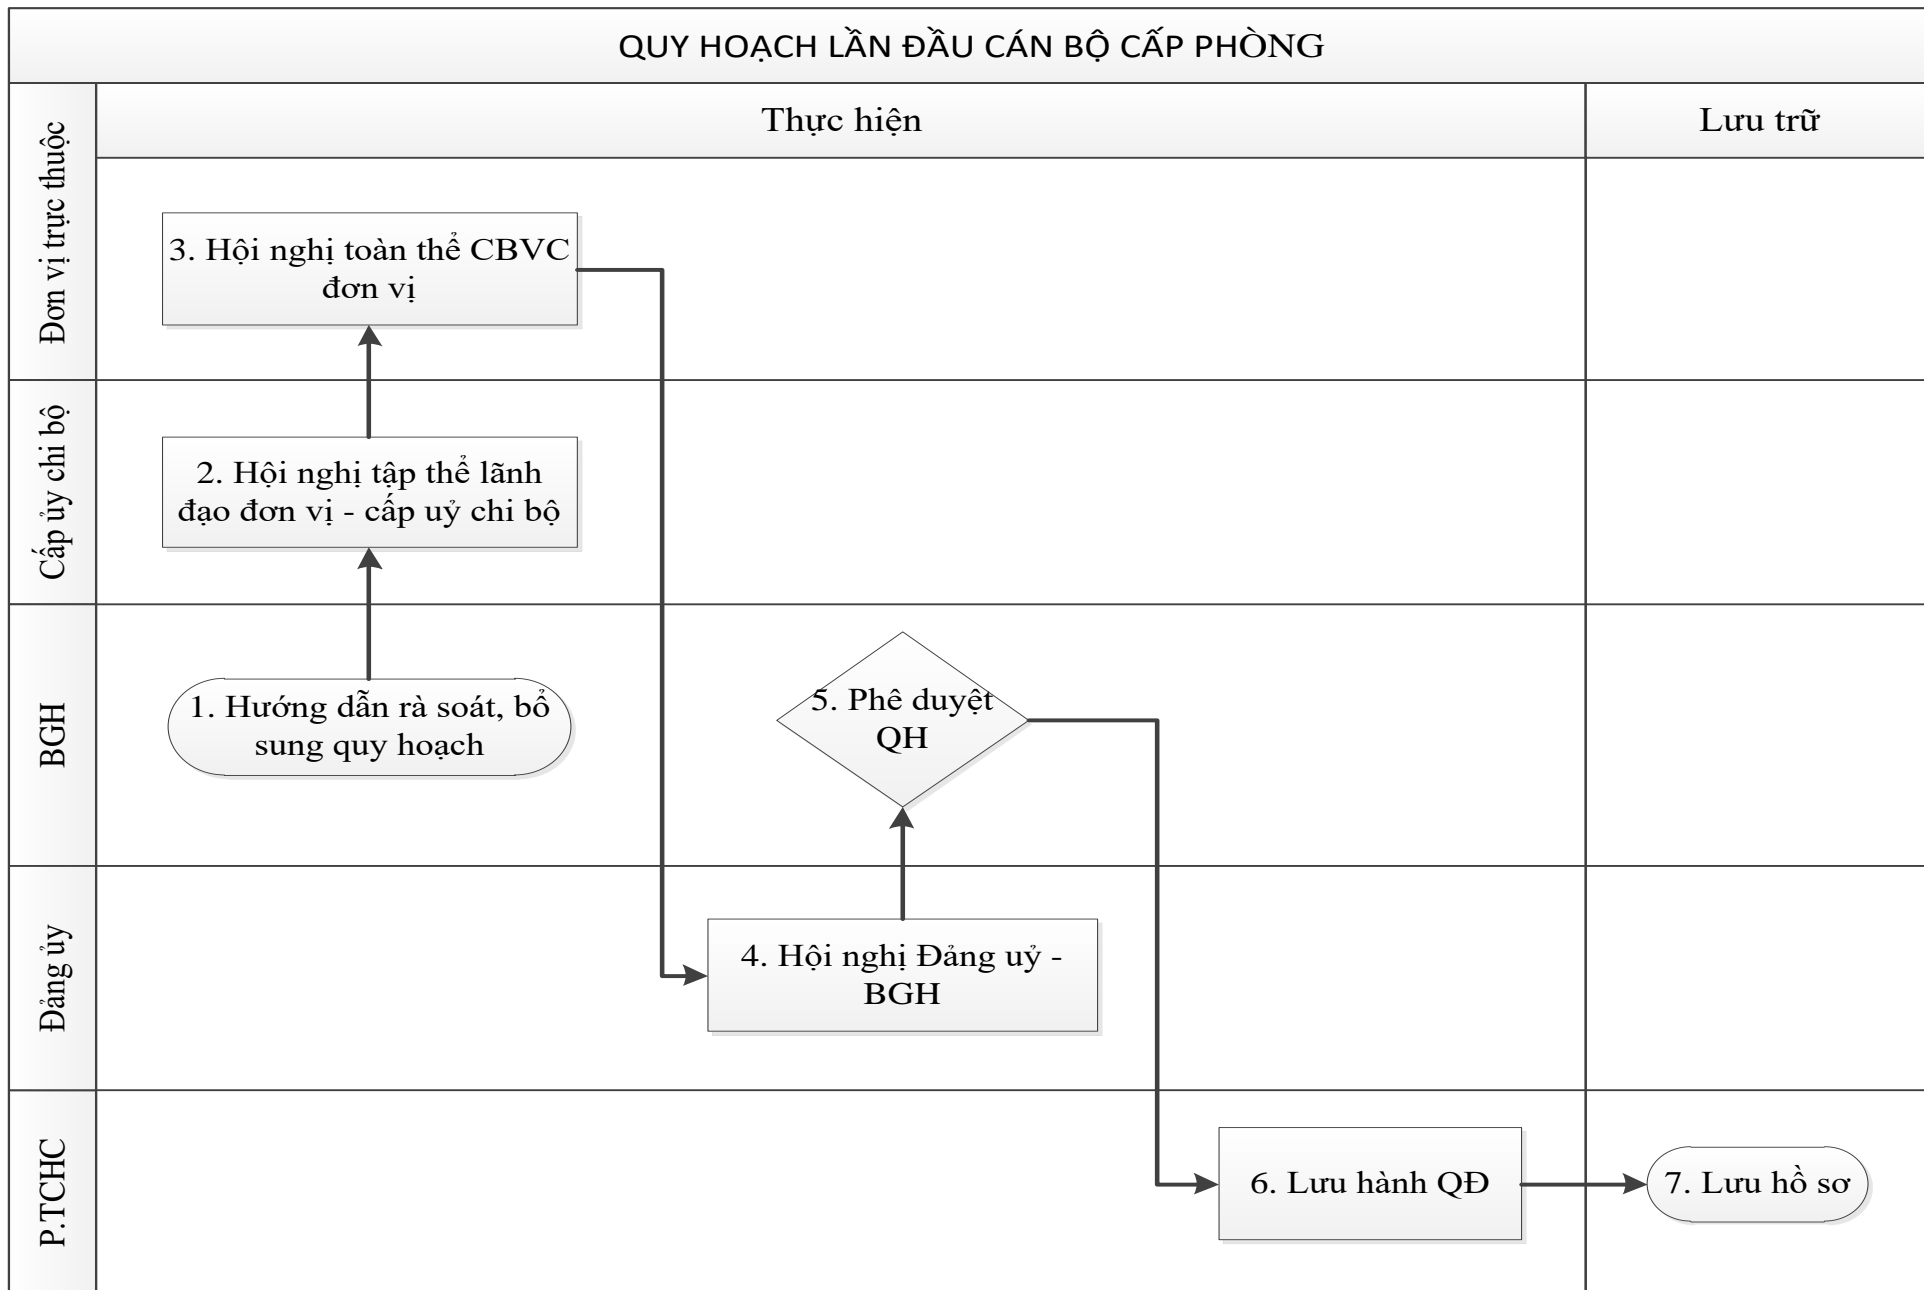 QUY HOẠCH LẦN ĐẦU CÁN BỘ CẤP PHÒNG
Thực hiện
Lưu trữ
Đơn vị trực thuộc
3. Hội nghị toàn thể CBVC
đơn vị
Cấp ủy chi bộ
2. Hội nghị tập thể lãnh
đạo đơn vị - cấp uỷ chi bộ
BGH
1. Hướng dẫn rà soát, bổ
sung quy hoạch
5. Phê duyệt
QH
Đảng ủy
4. Hội nghị Đảng uỷ -
BGH
P.TCHC
6. Lưu hành QĐ
7. Lưu hồ sơ